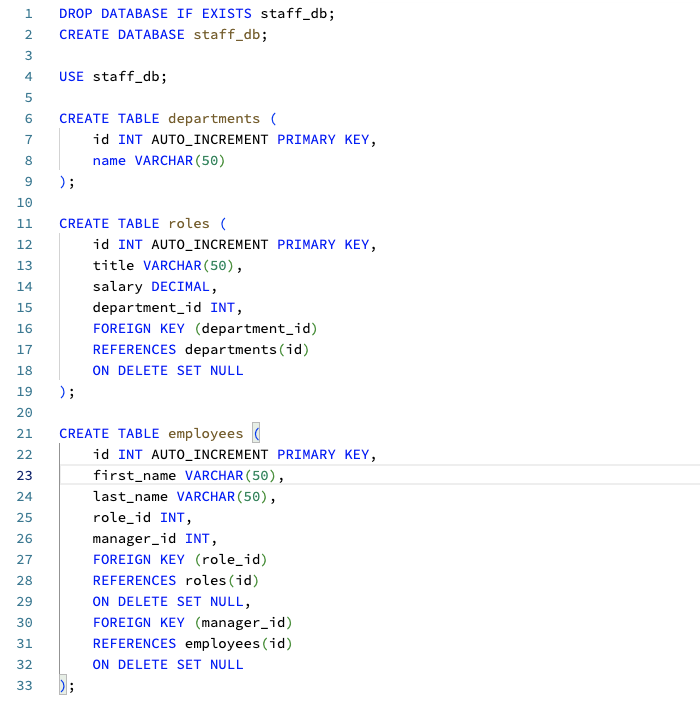 1 DROP DATABASE IF EXISTS staff_db;
2 CREATE DATABASE staff_db;
3
4 USE staff_db;
5
6 CREATE TABLE departments (
7     id INT AUTO_INCREMENT PRIMARY KEY,
8     name VARCHAR(50)
9 );
10
11 CREATE TABLE roles (
12     id INT AUTO_INCREMENT PRIMARY KEY,
13     title VARCHAR(50),
14     salary DECIMAL,
15     department_id INT,
16     FOREIGN KEY (department_id)
17     REFERENCES departments(id)
18     ON DELETE SET NULL
19 );
20
21 CREATE TABLE employees (
22     id INT AUTO_INCREMENT PRIMARY KEY,
23     first_name VARCHAR(50),
24     last_name VARCHAR(50),
25     role_id INT,
26     manager_id INT,
27     FOREIGN KEY (role_id)
28     REFERENCES roles(id)
29     ON DELETE SET NULL,
30     FOREIGN KEY (manager_id)
31     REFERENCES employees(id)
32     ON DELETE SET NULL
33 );